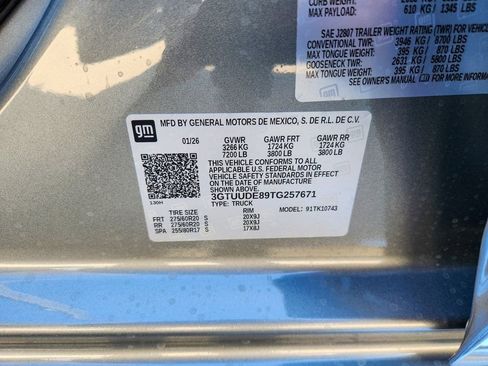 610 KG / 1345 LBS
MAX PAYLOAD:
SAE J2807 TRAILER WEIGHT RATING (TWR) FOR VEHICLE
CONVENTIONAL TWR: 3946 KG / 8700 LBS
MAX TONGUE WEIGHT: 395 KG / 870 LBS
GOOSENECK TWR: 2631 KG / 5800 LBS
MAX TONGUE WEIGHT: 395 KG / 870 LBS
SEE OWNER'S MANUAL FOR
gm
MFD BY GENERAL MOTORS DE MEXICO, S. DE R.L. DE C.V.
01/26 GVWR GAWR FRT GAWR RR
3266 KG 1724 KG 1724 KG
7200 LB 3800 LB 3800 LB
THIS VEHICLE CONFORMS TO ALL
APPLICABLE U.S. FEDERAL MOTOR
VEHICLE SAFETY STANDARDS IN
EFFECT ON THE DATE OF
MANUFACTURE SHOWN ABOVE.
3GTUUDE89TG257671
TYPE: TRUCK MODEL: 91TK10743
TIRE SIZE RIM
FRT 275/60R20 S 20X9J
RR 275/60R20 S 20X9J
SPA 255/80R17 S 17X8J